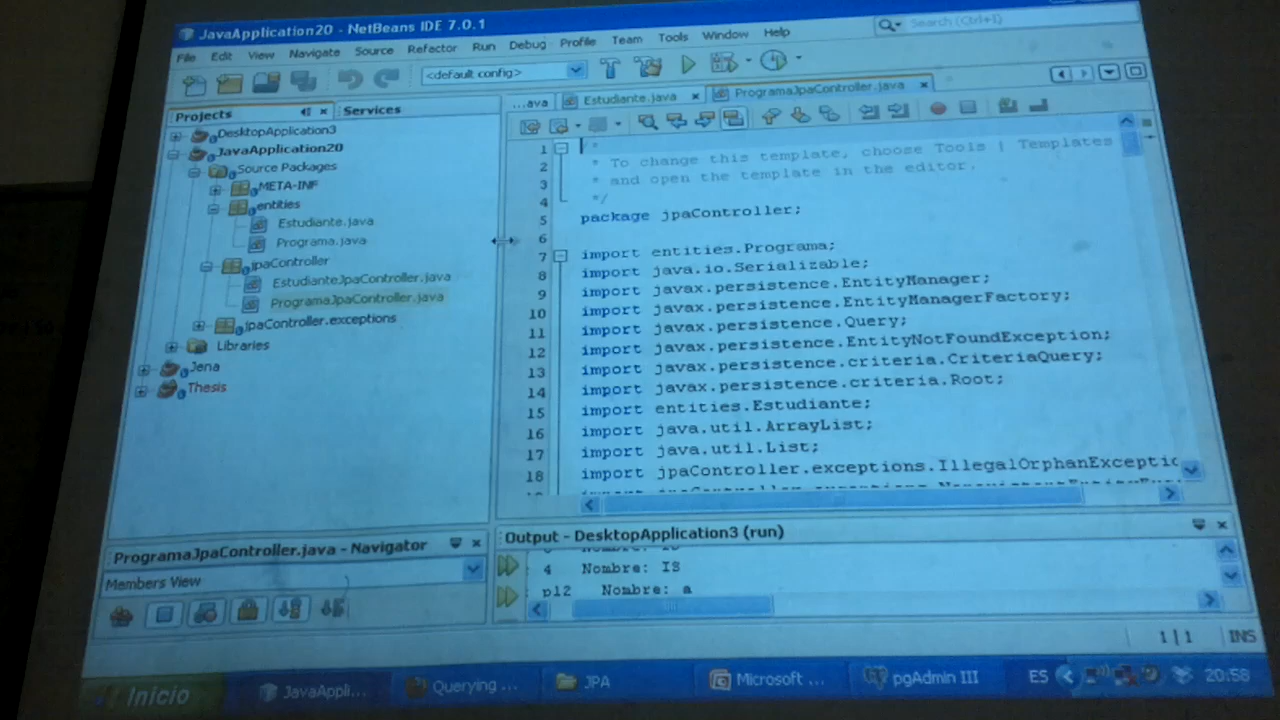 JavaApplication20 - NetBeans IDE 7.0.1
File Edit View Navigate Source Refactor Run Debug Profile Team Tools Window Help
Search (Ctrl+I)
<default config>
Projects Services
...ava Estudiante.java ProgramaJpaController.java
DesktopApplication3
JavaApplication20
Source Packages
META-INF
entities
Estudiante.java
Programa.java
jpaController
EstudianteJpaController.java
ProgramaJpaController.java
jpaController.exceptions
Libraries
Jena
Thesis
1 /*
2 * To change this template, choose Tools | Templates
3 * and open the template in the editor.
4 */
5 package jpaController;
6
7 import entities.Programa;
8 import java.io.Serializable;
9 import javax.persistence.EntityManager;
10 import javax.persistence.EntityManagerFactory;
11 import javax.persistence.Query;
12 import javax.persistence.EntityNotFoundException;
13 import javax.persistence.criteria.CriteriaQuery;
14 import javax.persistence.criteria.Root;
15 import entities.Estudiante;
16 import java.util.ArrayList;
17 import java.util.List;
18 import jpaController.exceptions.IllegalOrphanExceptio
ProgramaJpaController.java - Navigator
Members View
Output - DesktopApplication3 (run)
4 Nombre: IS
p12 Nombre: a
1|1 INS
Inicio JavaAppli... Querying ... JPA Microsoft ... pgAdmin III ES 20:58